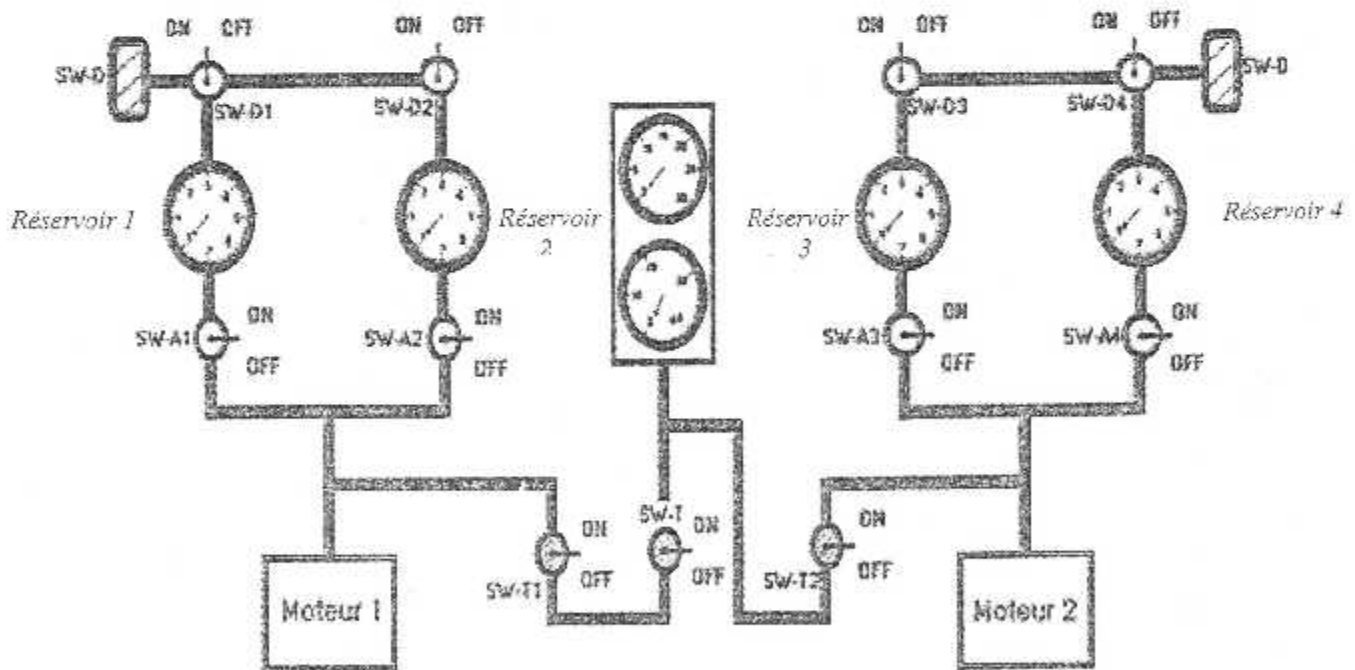 ON OFF
ON OFF
ON OFF
ON OFF
SW-D
SW-D1
SW-D2
SW-D3
SW-D4
SW-D
Réservoir 1
Réservoir
2
Réservoir
3
Réservoir 4
SW-A1
ON
OFF
SW-A2
ON
OFF
SW-A3
ON
OFF
SW-A4
ON
OFF
SW-T1
ON
OFF
SW-T
ON
OFF
SW-T2
ON
OFF
Moteur 1
Moteur 2